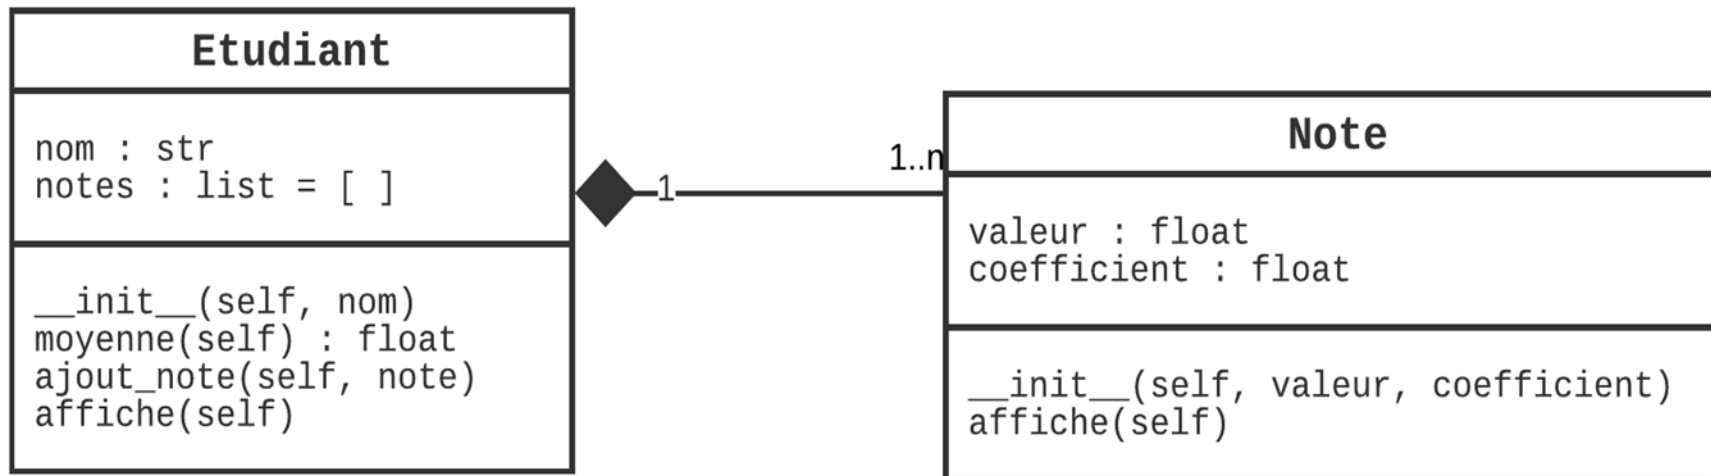 Etudiant
nom : str
notes : list = [ ]
__init__(self, nom)
moyenne(self) : float
ajout_note(self, note)
affiche(self)
1
1..n
Note
valeur : float
coefficient : float
__init__(self, valeur, coefficient)
affiche(self)